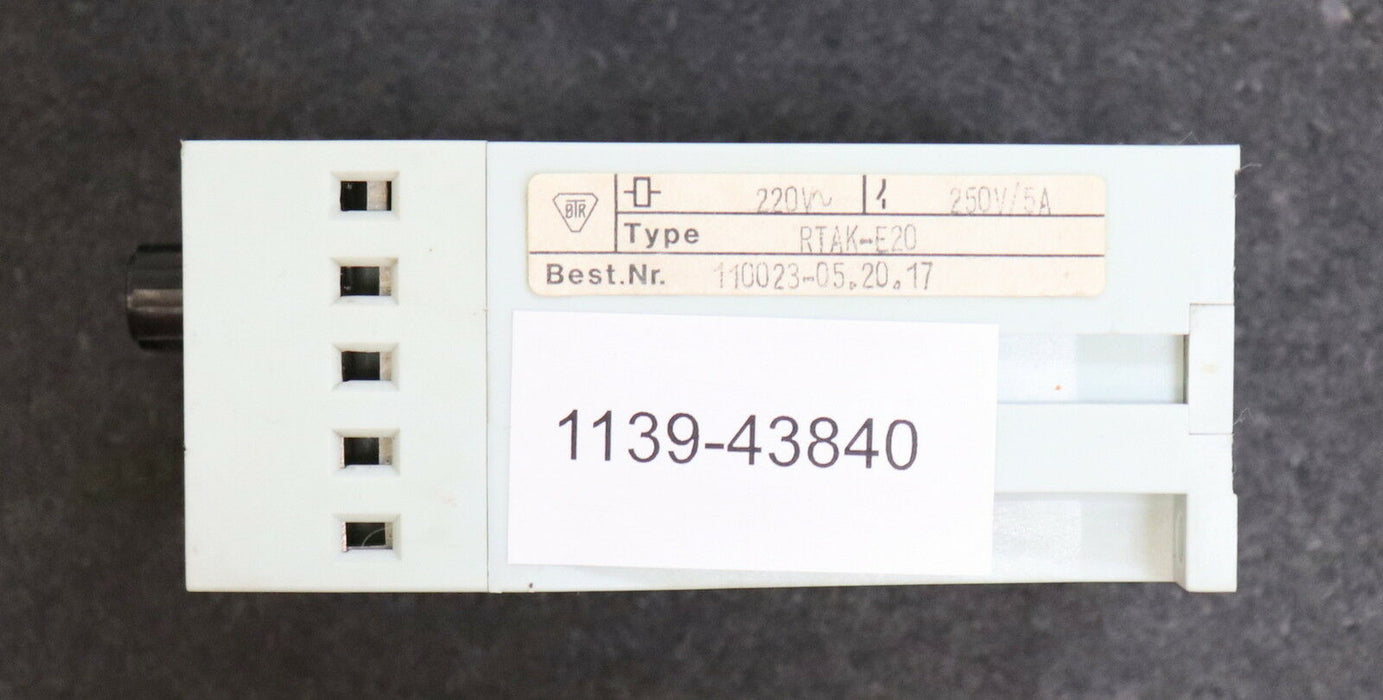 BTR 220V~ 250V/5A
Type RTAK-E20
Best.Nr. 110023-05.20.17
1139-43840